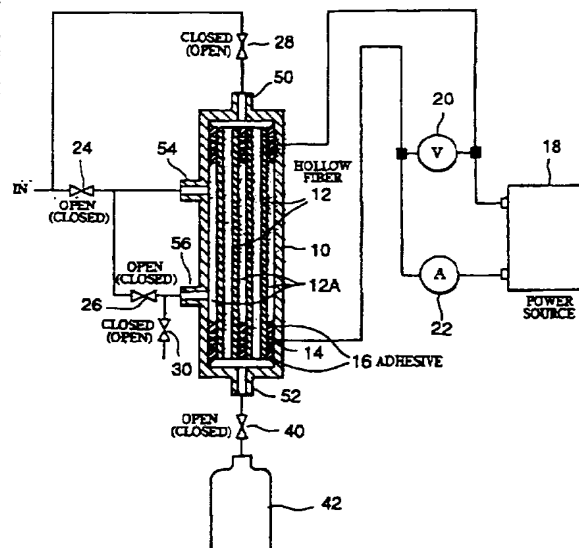 CLOSED
(OPEN)
28
50
24
54
IN
OPEN
(CLOSED)
HOLLOW
FIBER
12
10
20
V
18
A
22
POWER
SOURCE
56
OPEN
(CLOSED)
26
12A
CLOSED
(OPEN)
30
14
16 ADHESIVE
52
OPEN
(CLOSED)
40
42